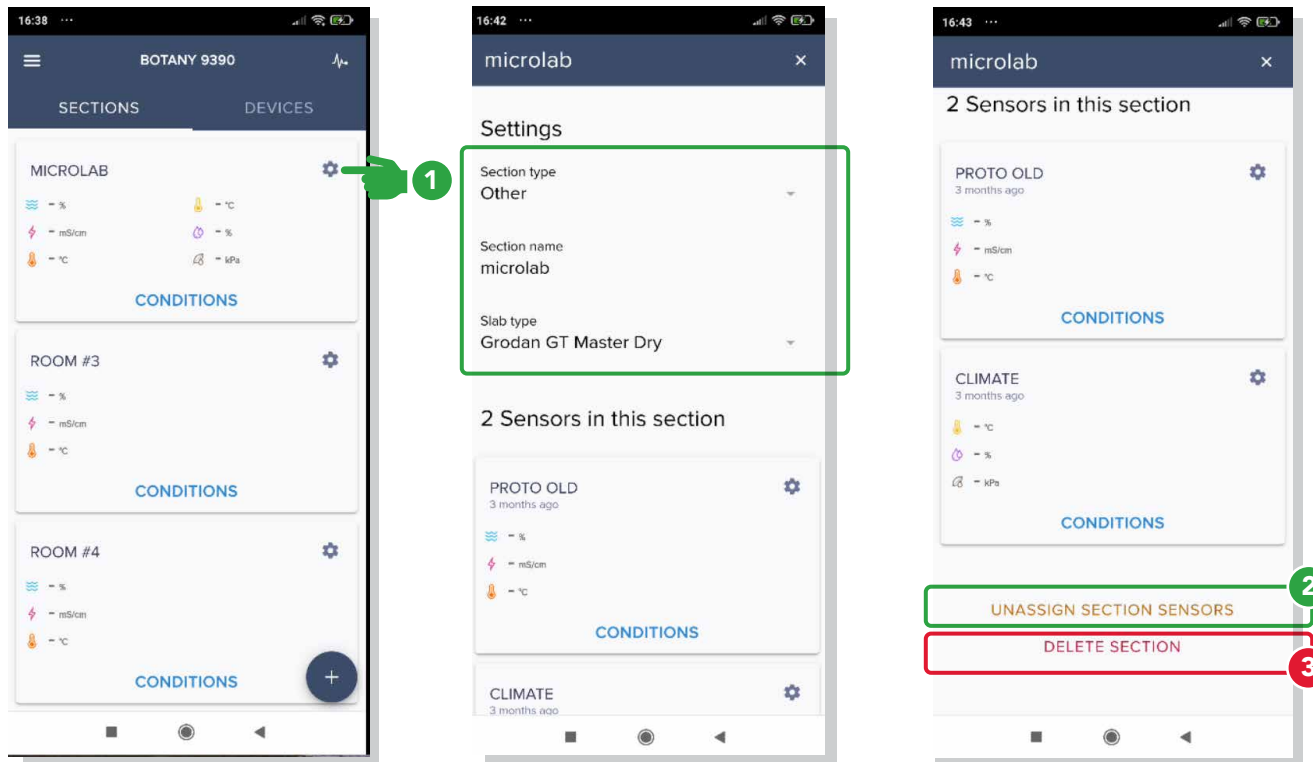 16:38 ...
BOTANY 9390
SECTIONS DEVICES
MICROLAB
- % - °C
- mS/cm - %
- °C - kPa
CONDITIONS
ROOM #3
- %
- mS/cm
- °C
CONDITIONS
ROOM #4
- %
- mS/cm
- °C
CONDITIONS
+
1
16:42 ...
microlab ×
Settings
Section type
Other
Section name
microlab
Slab type
Grodan GT Master Dry
2 Sensors in this section
PROTO OLD
3 months ago
- %
- mS/cm
- °C
CONDITIONS
CLIMATE
3 months ago
16:43 ...
microlab ×
2 Sensors in this section
PROTO OLD
3 months ago
- %
- mS/cm
- °C
CONDITIONS
CLIMATE
3 months ago
- °C
- %
- kPa
CONDITIONS
2
UNASSIGN SECTION SENSORS
DELETE SECTION
3